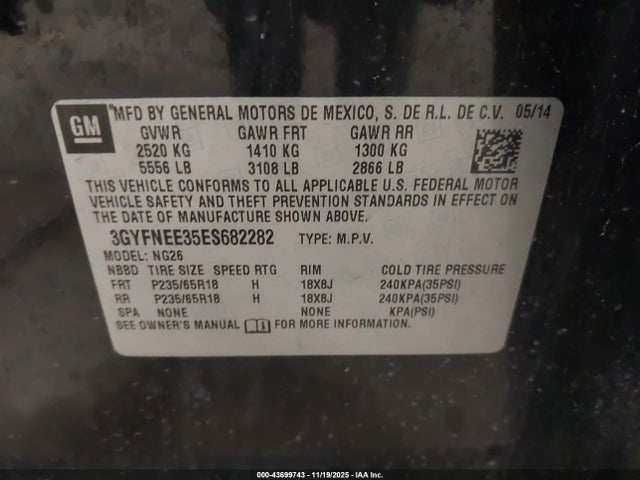 GM
MFD BY GENERAL MOTORS DE MEXICO, S. DE R.L. DE C.V. 05/14
GVWR GAWR FRT GAWR RR
2520 KG 1410 KG 1300 KG
5556 LB 3108 LB 2866 LB
THIS VEHICLE CONFORMS TO ALL APPLICABLE U.S. FEDERAL MOTOR
VEHICLE SAFETY AND THEFT PREVENTION STANDARDS IN EFFECT ON
THE DATE OF MANUFACTURE SHOWN ABOVE.
3GYFNEE35ES682282 TYPE: M.P.V.
MODEL: NG26
NBBD TIRE SIZE SPEED RTG RIM COLD TIRE PRESSURE
FRT P235/65R18 H 18X8J 240KPA(35PSI)
RR P235/65R18 H 18X8J 240KPA(35PSI)
SPA NONE NONE KPA(PSI)
SEE OWNER'S MANUAL FOR MORE INFORMATION.
000-43699743 - 11/19/2025 - IAA Inc.